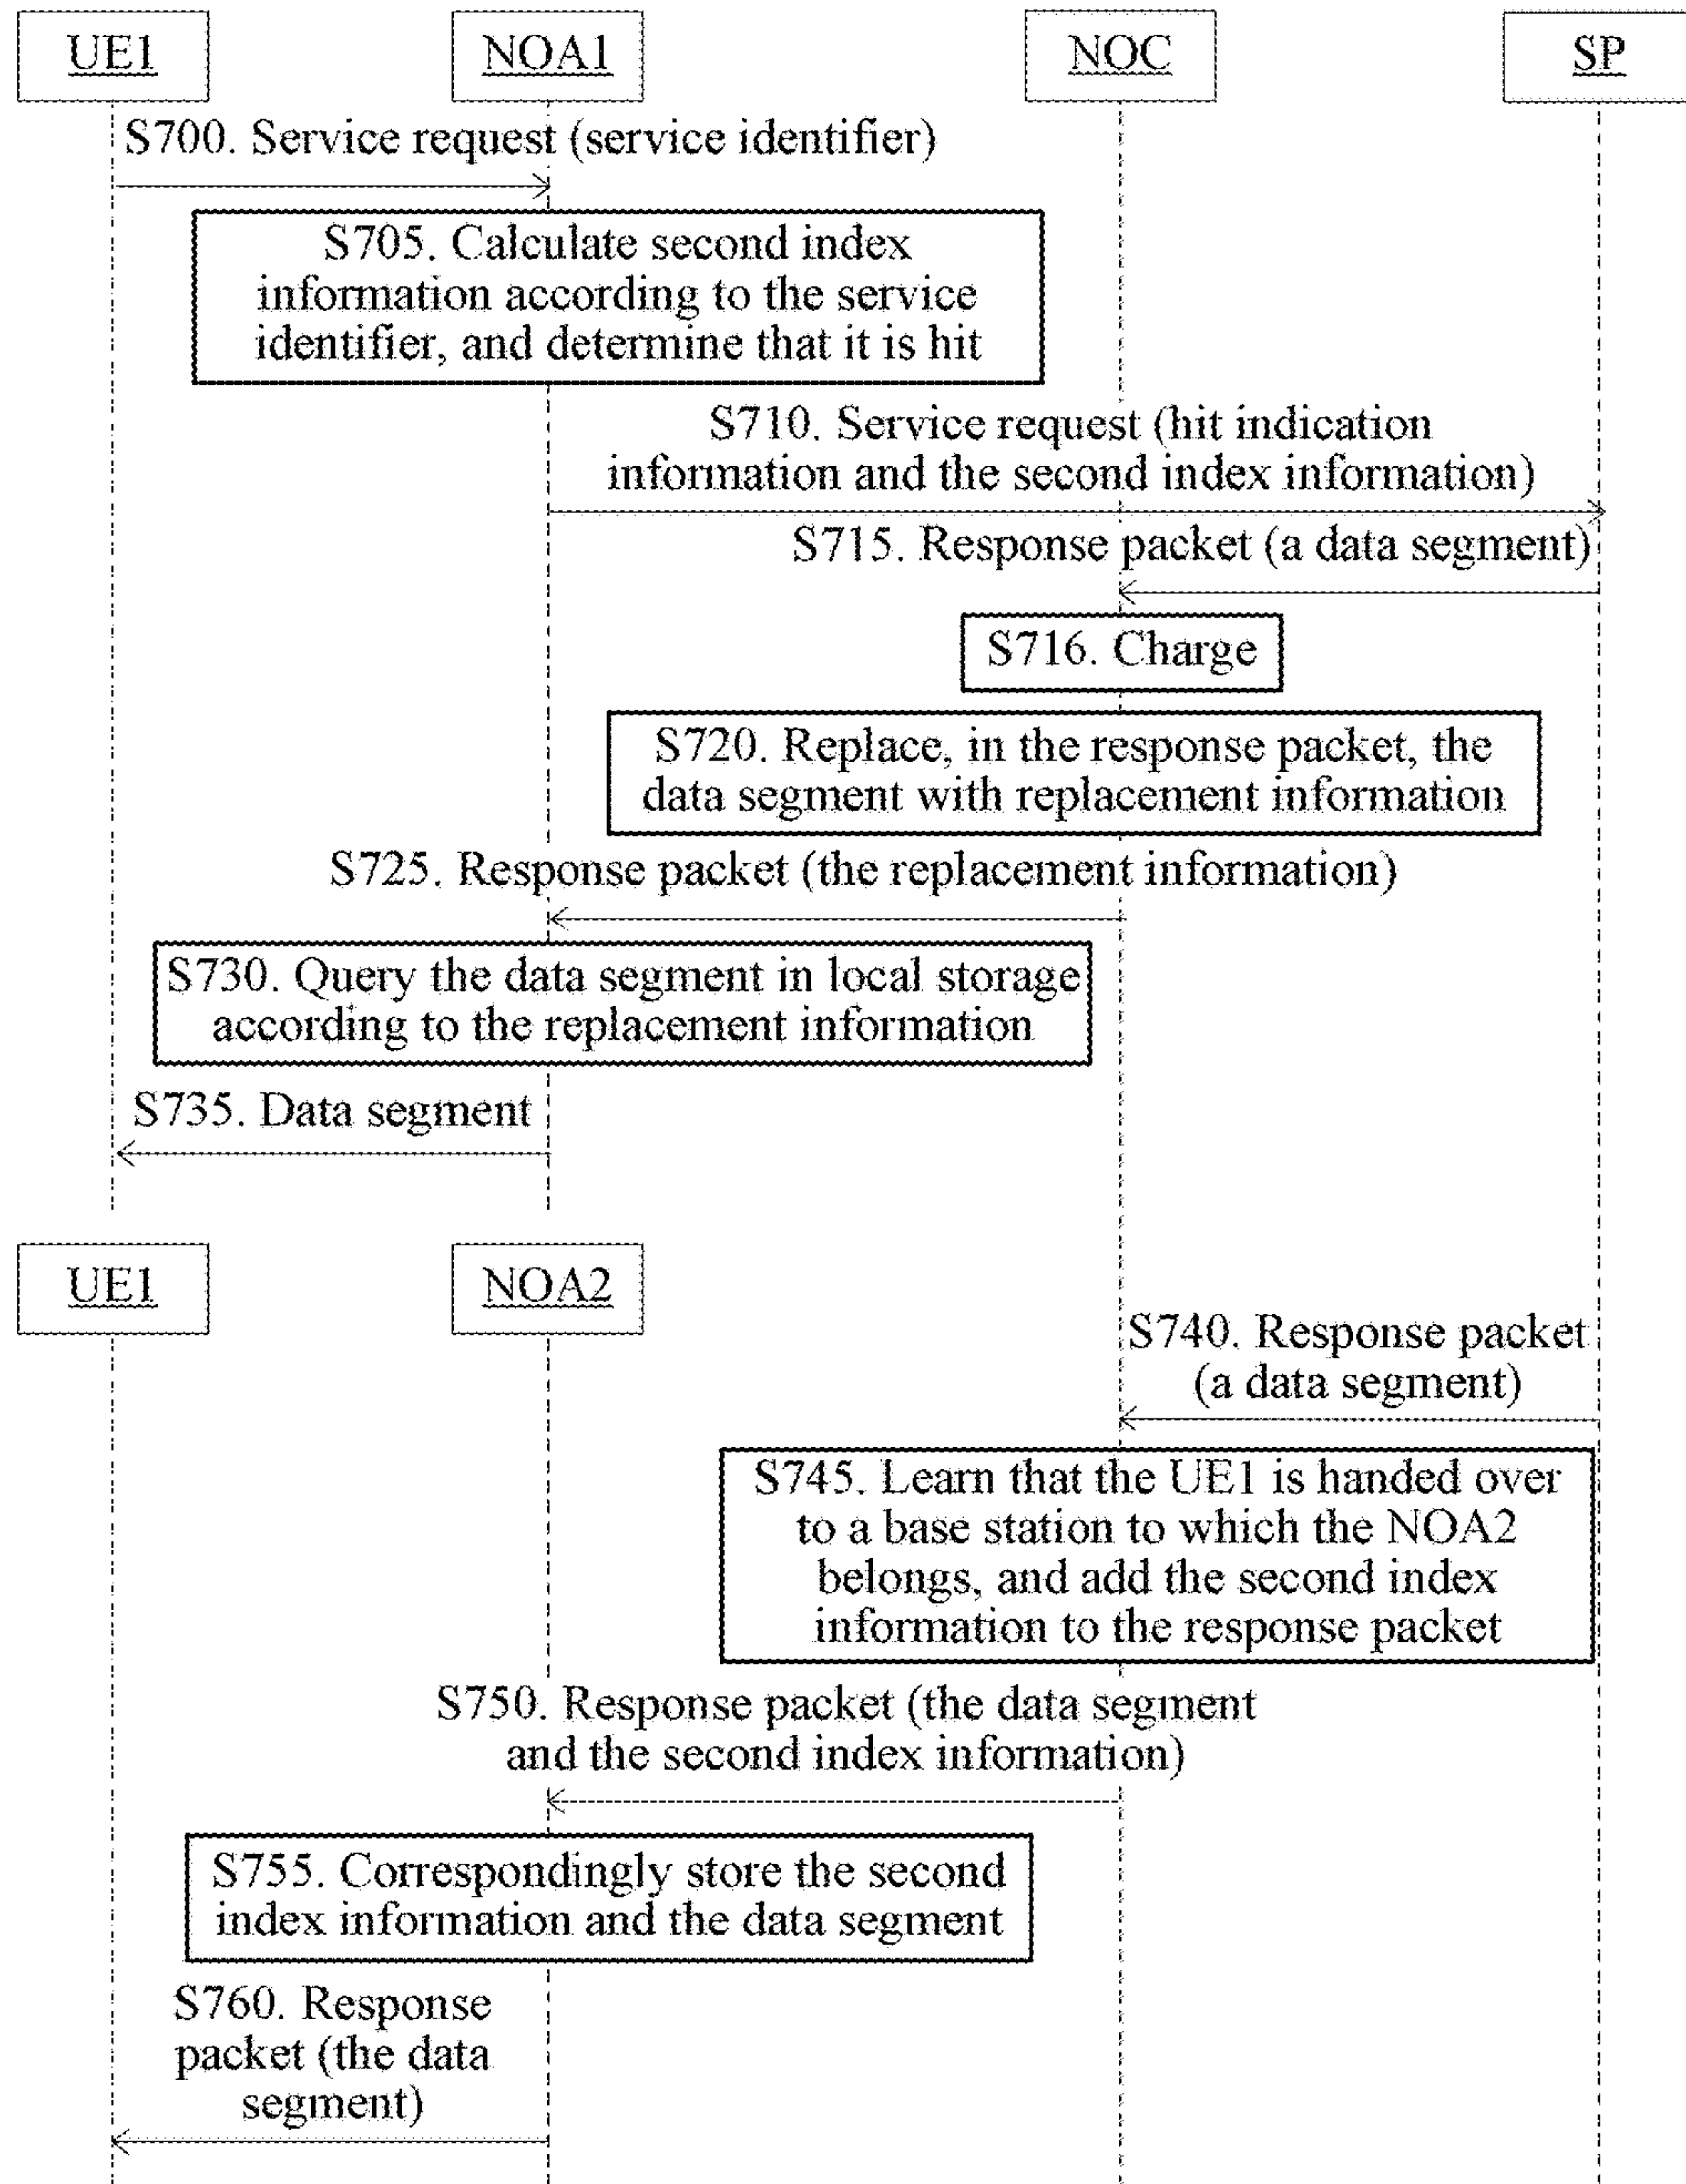 UE1
NOA1
NOC
SP
S700. Service request (service identifier)
S705. Calculate second index
information according to the service
identifier, and determine that it is hit
S710. Service request (hit indication
information and the second index information)
S715. Response packet (a data segment)
S716. Charge
S720. Replace, in the response packet, the
data segment with replacement information
S725. Response packet (the replacement information)
S730. Query the data segment in local storage
according to the replacement information
S735. Data segment
UE1
NOA2
S740. Response packet
(a data segment)
S745. Learn that the UE1 is handed over
to a base station to which the NOA2
belongs, and add the second index
information to the response packet
S750. Response packet (the data segment
and the second index information)
S755. Correspondingly store the second
index information and the data segment
S760. Response
packet (the data
segment)